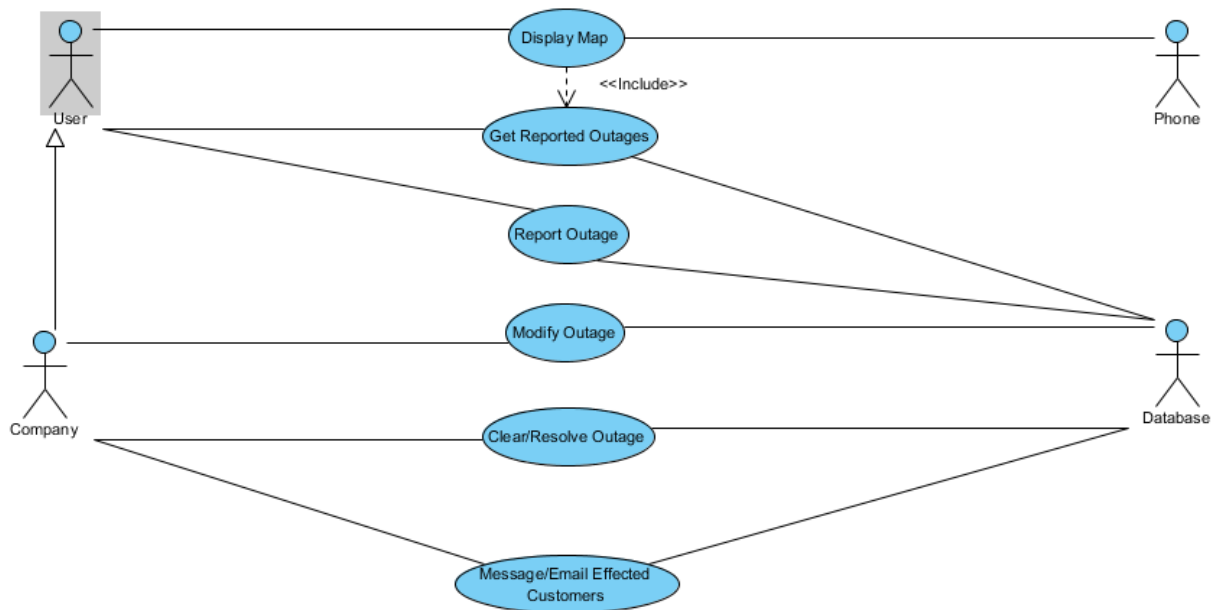 Display Map
<<Include>>
User
Phone
Get Reported Outages
Report Outage
Modify Outage
Company
Database
Clear/Resolve Outage
Message/Email Effected
Customers